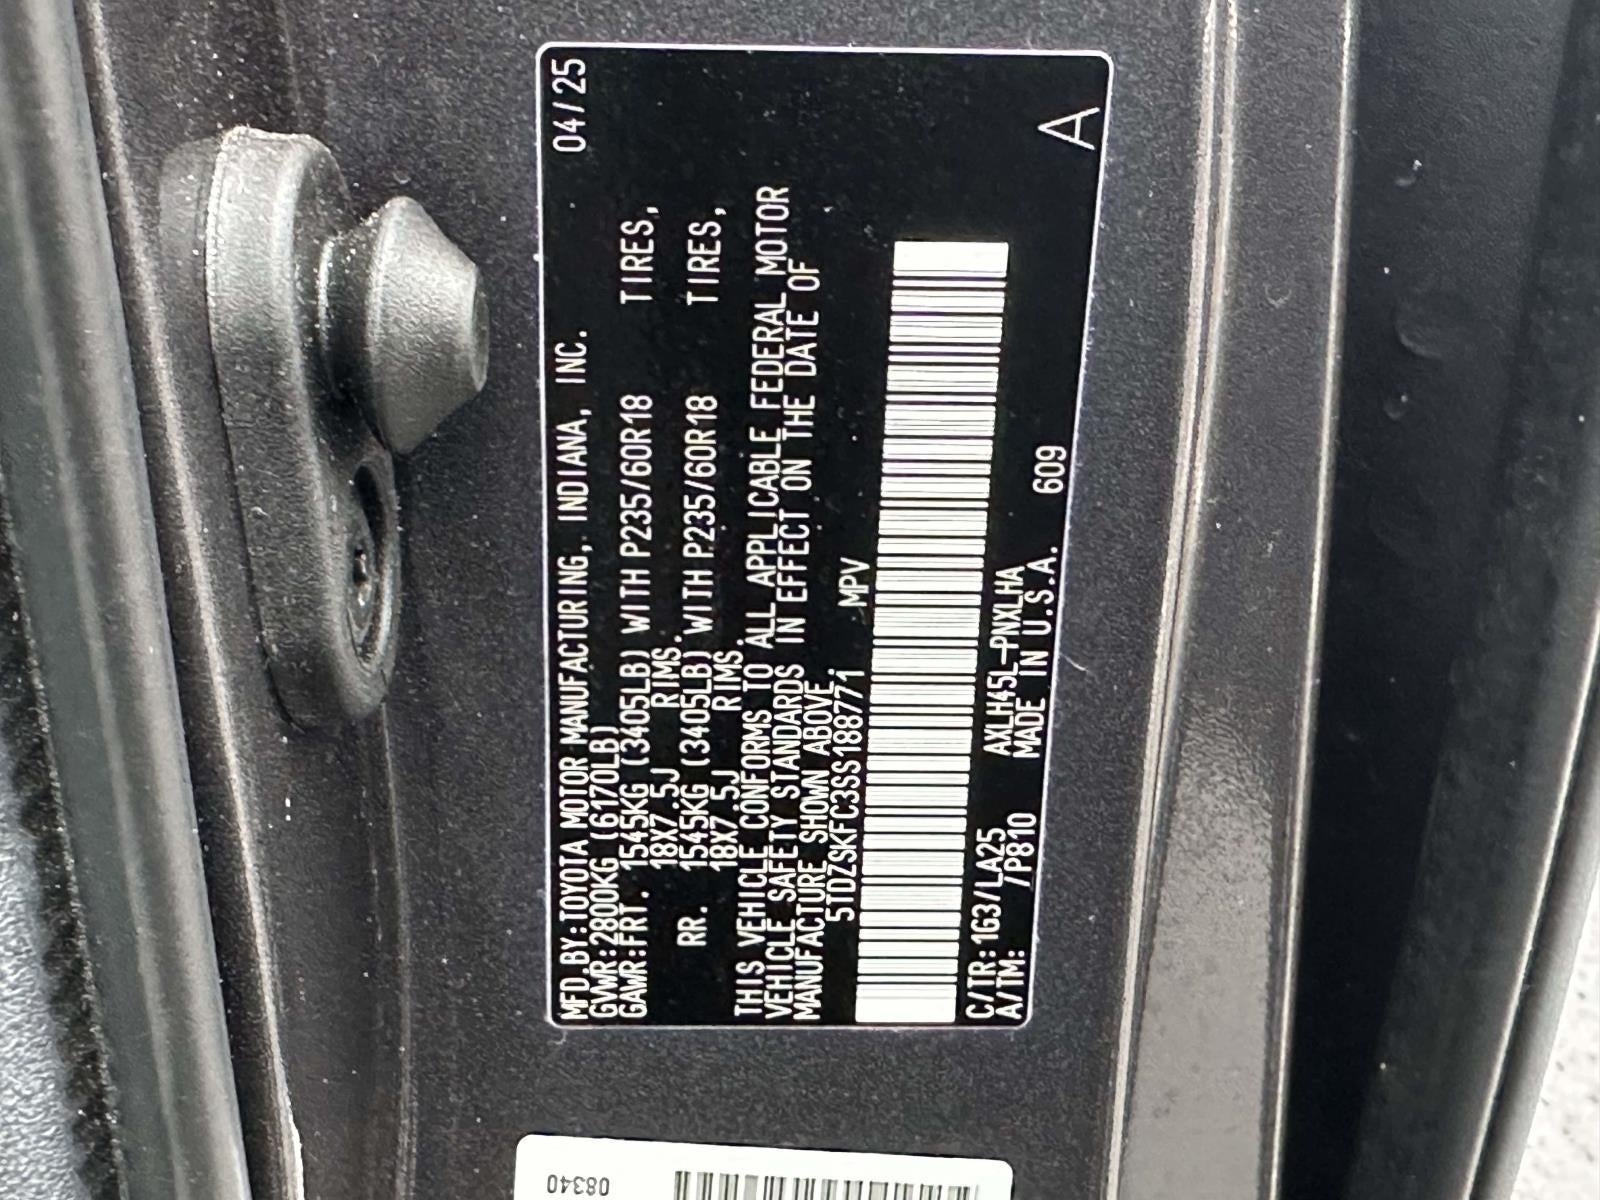 MFD.BY:TOYOTA MOTOR MANUFACTURING, INDIANA, INC. 04/25
GVWR:2800KG (6170LB)
GAWR:FRT. 1545KG (3405LB) WITH P235/60R18 TIRES,
18X7.5J RIMS.
RR. 1545KG (3405LB) WITH P235/60R18 TIRES,
18X7.5J RIMS.
THIS VEHICLE CONFORMS TO ALL APPLICABLE FEDERAL MOTOR
VEHICLE SAFETY STANDARDS IN EFFECT ON THE DATE OF
MANUFACTURE SHOWN ABOVE.
5TDZSKFC3SS188771 MPV
C/TR:1G3/LA25 AXLH45L-PNXLHA
A/TM: /P810 MADE IN U.S.A. 609 A
08340